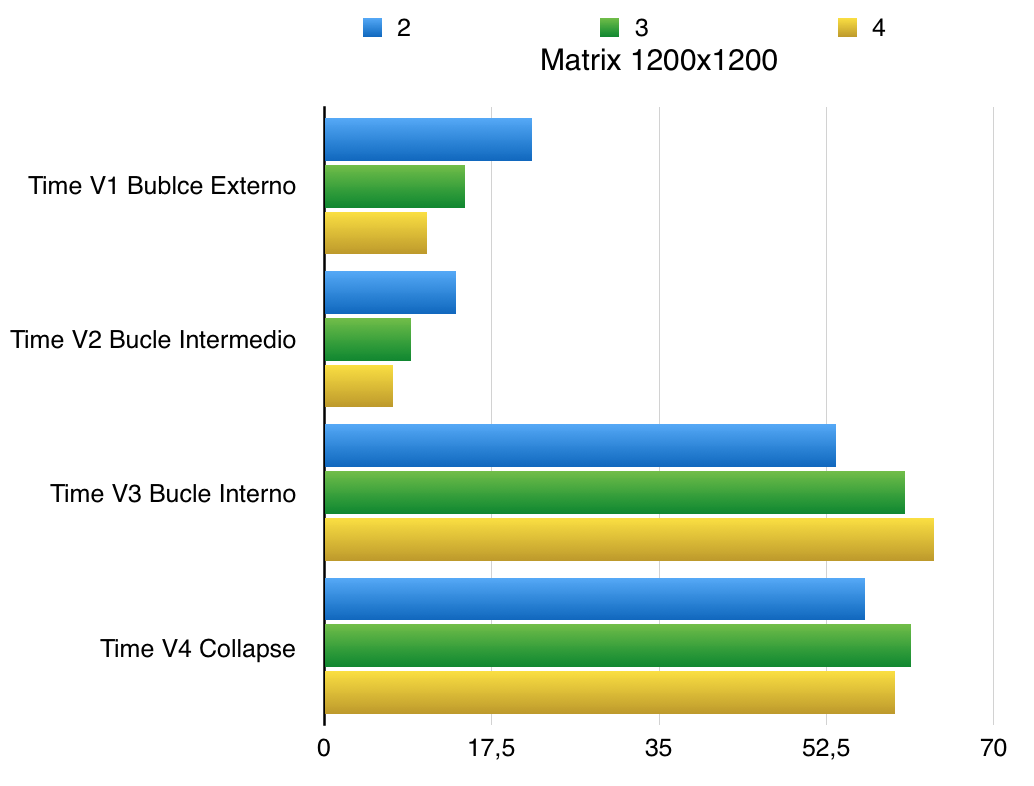 2 3 4
Matrix 1200x1200
Time V1 Bublce Externo
Time V2 Bucle Intermedio
Time V3 Bucle Interno
Time V4 Collapse
0 17,5 35 52,5 70